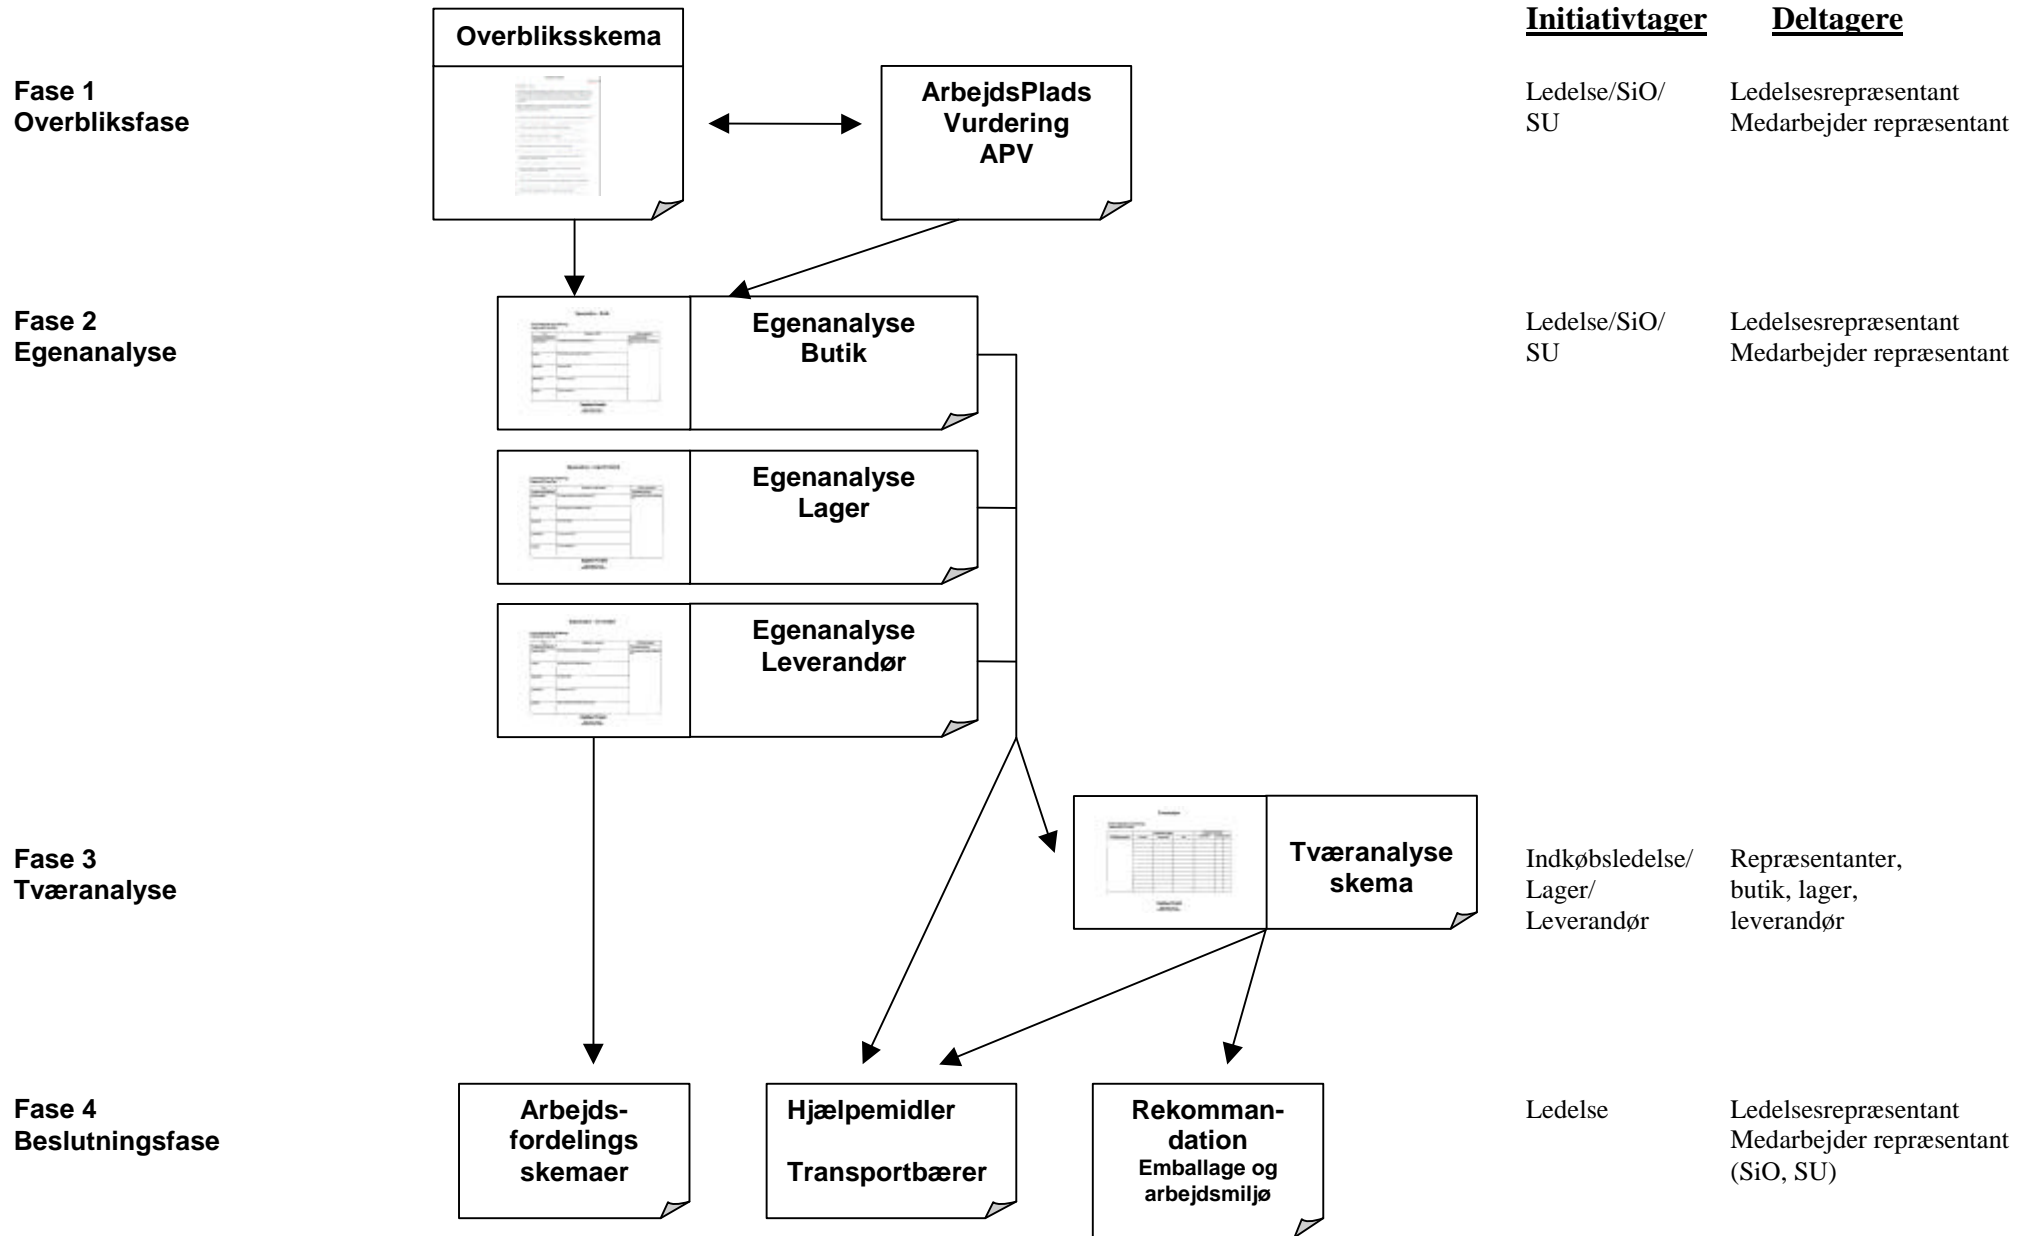 Initiativtager
Deltagere
Overbliksskema
Fase 1
Overbliksfase
ArbejdsPlads
Vurdering
APV
Ledelse/SiO/
SU
Ledelsesrepræsentant
Medarbejder repræsentant
Fase 2
Egenanalyse
Egenanalyse
Butik
Ledelse/SiO/
SU
Ledelsesrepræsentant
Medarbejder repræsentant
Egenanalyse
Lager
Egenanalyse
Leverandør
Fase 3
Tværanalyse
Tværanalyse
skema
Indkøbsledelse/
Lager/
Leverandør
Repræsentanter,
butik, lager,
leverandør
Fase 4
Beslutningsfase
Arbejds-
fordelings
skemaer
Hjælpemidler
Transportbærer
Rekomman-
dation
Emballage og
arbejdsmiljø
Ledelse
Ledelsesrepræsentant
Medarbejder repræsentant
(SiO, SU)